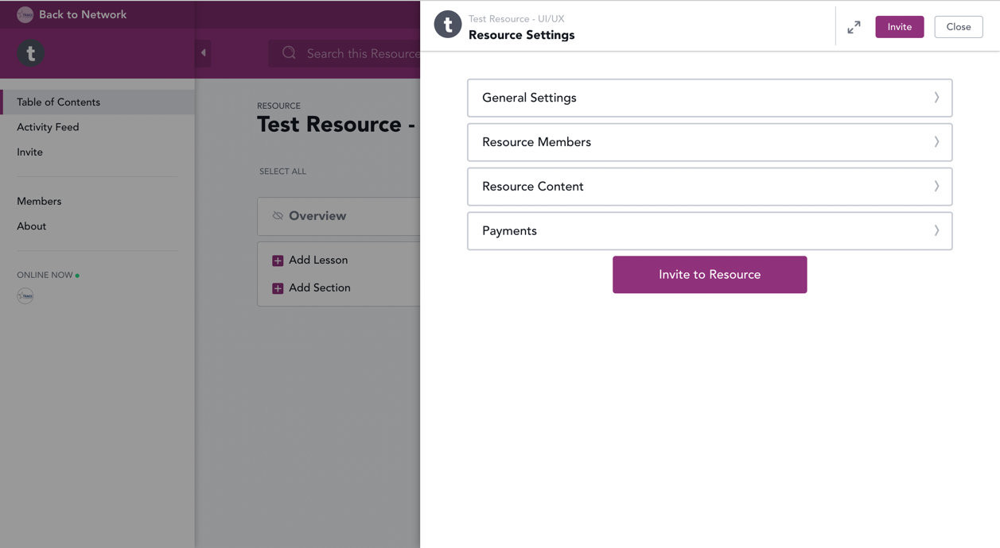 Back to Network
t
Search this Resource
Table of Contents
Activity Feed
Invite
Members
About
ONLINE NOW
RESOURCE
Test Resource -
SELECT ALL
Overview
Add Lesson
Add Section
t
Test Resource - UI/UX
Resource Settings
Invite
Close
General Settings
Resource Members
Resource Content
Payments
Invite to Resource